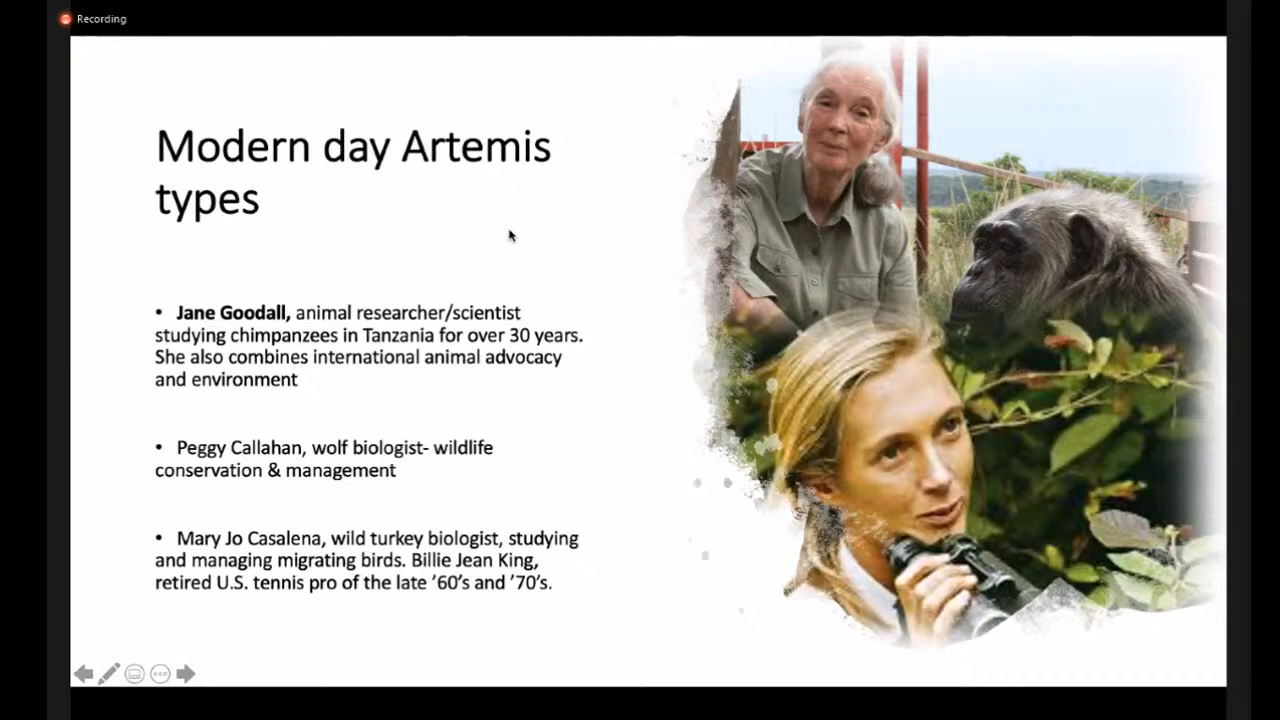 Recording
Modern day Artemis
types
• Jane Goodall, animal researcher/scientist
studying chimpanzees in Tanzania for over 30 years.
She also combines international animal advocacy
and environment
• Peggy Callahan, wolf biologist- wildlife
conservation & management
• Mary Jo Casalena, wild turkey biologist, studying
and managing migrating birds. Billie Jean King,
retired U.S. tennis pro of the late ’60’s and ’70’s.